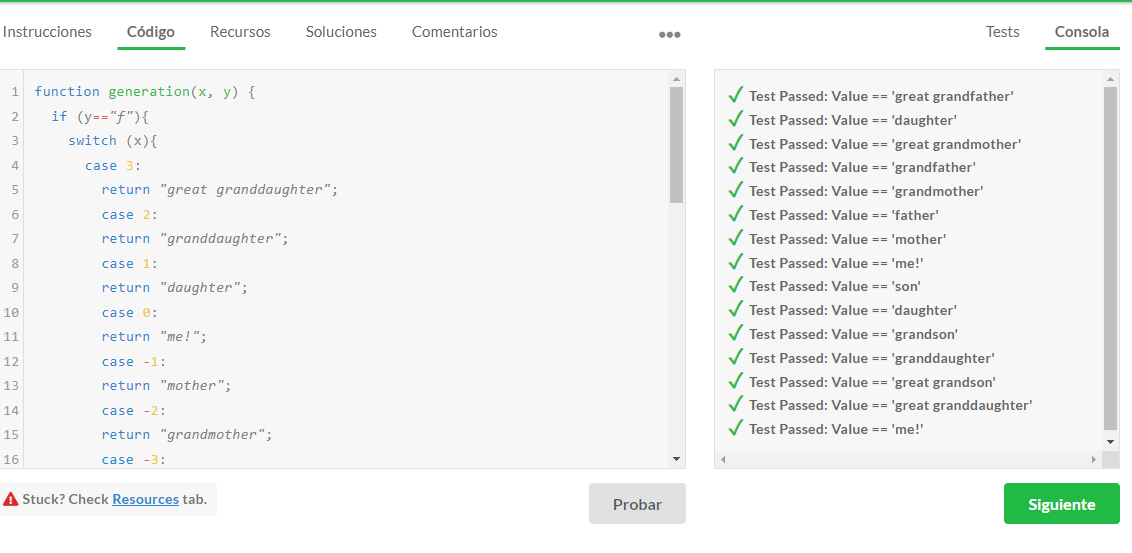 Instrucciones Código Recursos Soluciones Comentarios ••• Tests Consola
1 function generation(x, y) {
2 if (y=="f"){
3 switch (x){
4 case 3:
5 return "great granddaughter";
6 case 2:
7 return "granddaughter";
8 case 1:
9 return "daughter";
10 case 0:
11 return "me!";
12 case -1:
13 return "mother";
14 case -2:
15 return "grandmother";
16 case -3:
✓ Test Passed: Value == 'great grandfather'
✓ Test Passed: Value == 'daughter'
✓ Test Passed: Value == 'great grandmother'
✓ Test Passed: Value == 'grandfather'
✓ Test Passed: Value == 'grandmother'
✓ Test Passed: Value == 'father'
✓ Test Passed: Value == 'mother'
✓ Test Passed: Value == 'me!'
✓ Test Passed: Value == 'son'
✓ Test Passed: Value == 'daughter'
✓ Test Passed: Value == 'grandson'
✓ Test Passed: Value == 'granddaughter'
✓ Test Passed: Value == 'great grandson'
✓ Test Passed: Value == 'great granddaughter'
✓ Test Passed: Value == 'me!'
Stuck? Check Resources tab.
Probar
Siguiente